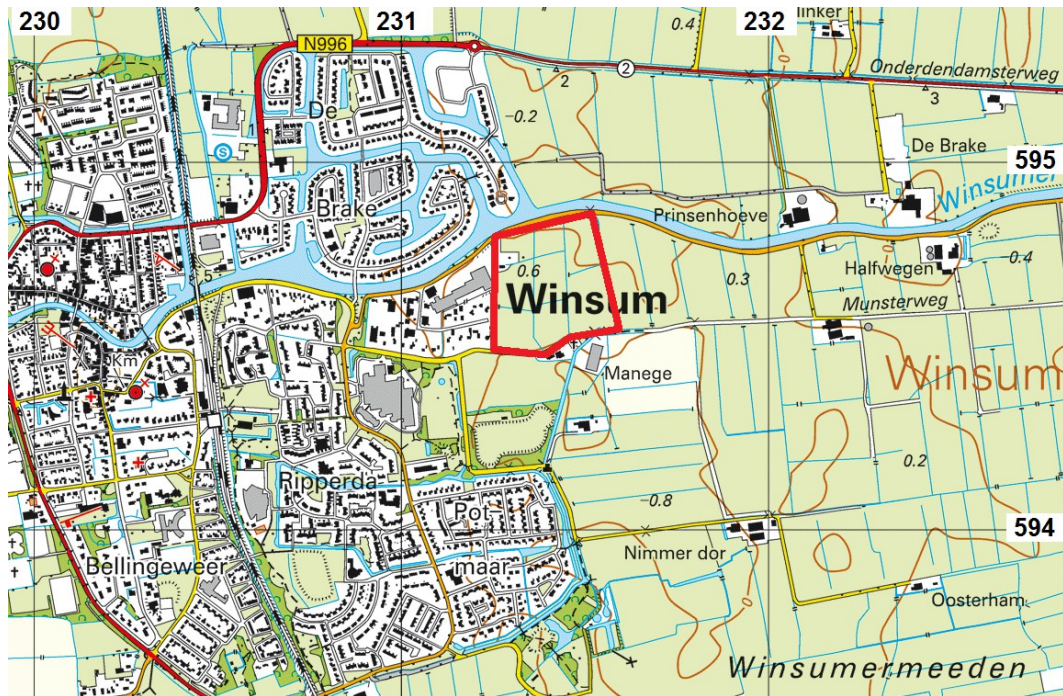 230
231
232
linker
0.4
N996
2
2
Onderdendamsterweg
3
De
-0.2
De Brake
S
595
Winsumer
Brake
Prinsenhoeve
0.6
Halfwegen
-0.4
5
0.3
Winsum
Munsterweg
Km
Manege
Winsum
Ripperda
0.2
Pot-
-0.8
594
Bellingeweer
maar
Nimmer dor
Oosterham
Winsumermeeden